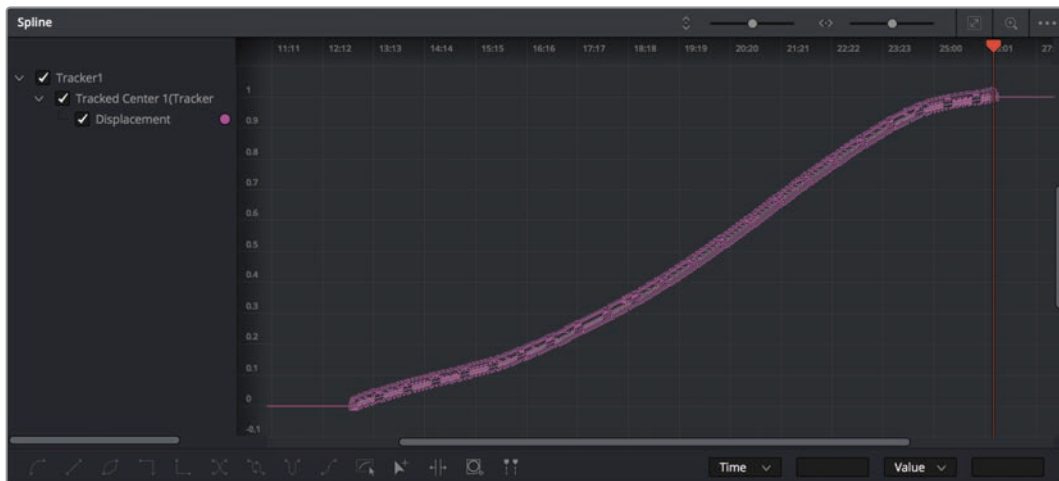 Spline
11:11 12:12 13:13 14:14 15:15 16:16 17:17 18:18 19:19 20:20 21:21 22:22 23:23 25:00 :01 27:
Tracker1
Tracked Center 1(Tracker
Displacement
1
0.9
0.8
0.7
0.6
0.5
0.4
0.3
0.2
0.1
0
-0.1
Time Value